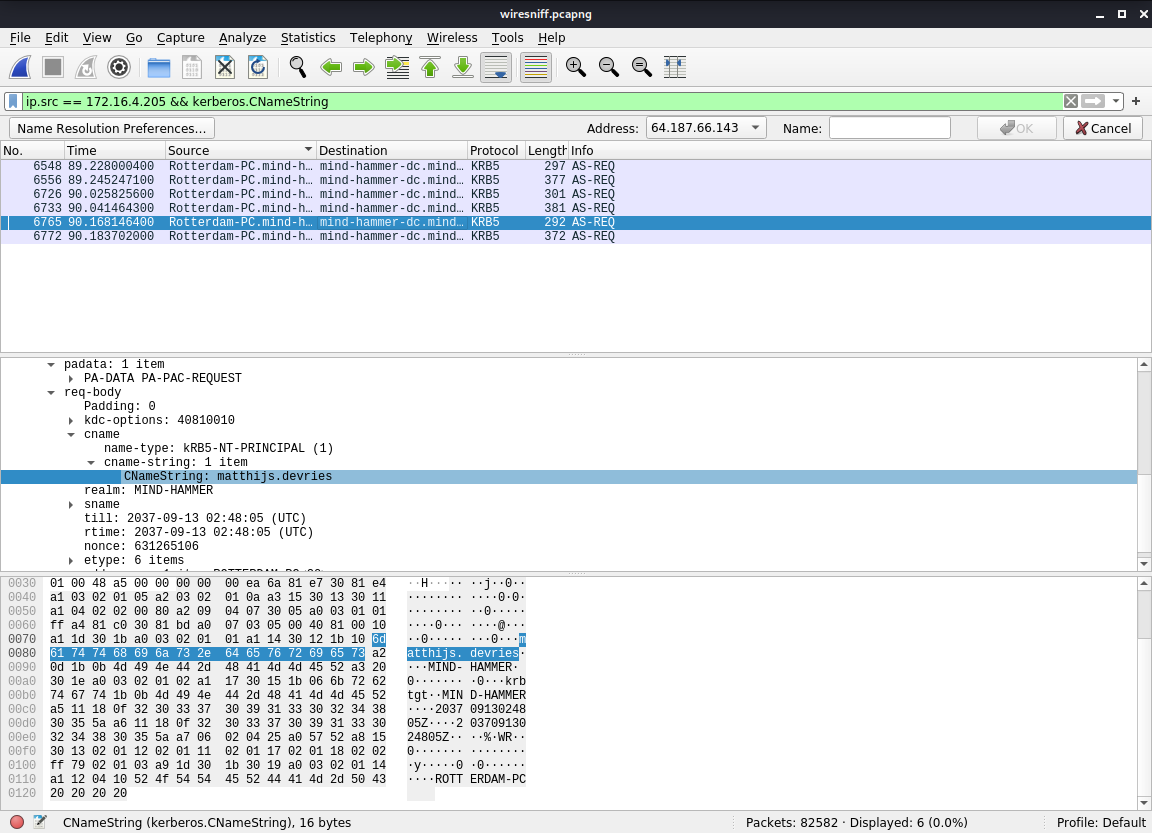 wiresniff.pcapng
File Edit View Go Capture Analyze Statistics Telephony Wireless Tools Help
ip.src == 172.16.4.205 && kerberos.CNameString
Name Resolution Preferences… Address: 64.187.66.143 Name: OK Cancel
No. Time Source Destination Protocol Length Info
6548 89.228000400 Rotterdam-PC.mind-h… mind-hammer-dc.mind… KRB5 297 AS-REQ
6556 89.245247100 Rotterdam-PC.mind-h… mind-hammer-dc.mind… KRB5 377 AS-REQ
6726 90.025825600 Rotterdam-PC.mind-h… mind-hammer-dc.mind… KRB5 301 AS-REQ
6733 90.041464300 Rotterdam-PC.mind-h… mind-hammer-dc.mind… KRB5 381 AS-REQ
6765 90.168146400 Rotterdam-PC.mind-h… mind-hammer-dc.mind… KRB5 292 AS-REQ
6772 90.183702000 Rotterdam-PC.mind-h… mind-hammer-dc.mind… KRB5 372 AS-REQ
padata: 1 item
PA-DATA PA-PAC-REQUEST
req-body
Padding: 0
kdc-options: 40810010
cname
name-type: kRB5-NT-PRINCIPAL (1)
cname-string: 1 item
CNameString: matthijs.devries
realm: MIND-HAMMER
sname
till: 2037-09-13 02:48:05 (UTC)
rtime: 2037-09-13 02:48:05 (UTC)
nonce: 631265106
etype: 6 items
0030 01 00 48 a5 00 00 00 00 00 ea 6a 81 e7 30 81 e4 ··H····· ··j··0··
0040 a1 03 02 01 05 a2 03 02 01 0a a3 15 30 13 30 11 ········ ····0·0·
0050 a1 04 02 02 00 80 a2 09 04 07 30 05 a0 03 01 01 ········ ··0·····
0060 ff a4 81 c0 30 81 bd a0 07 03 05 00 40 81 00 10 ····0··· ····@···
0070 a1 1d 30 1b a0 03 02 01 01 a1 14 30 12 1b 10 6d ··0····· ···0···m
0080 61 74 74 68 69 6a 73 2e 64 65 76 72 69 65 73 a2 atthijs. devries·
0090 0d 1b 0b 4d 49 4e 44 2d 48 41 4d 4d 45 52 a3 20 ···MIND- HAMMER·
00a0 30 1e a0 03 02 01 02 a1 17 30 15 1b 06 6b 72 62 0······· ·0···krb
00b0 74 67 74 1b 0b 4d 49 4e 44 2d 48 41 4d 4d 45 52 tgt··MIN D-HAMMER
00c0 a5 11 18 0f 32 30 33 37 30 39 31 33 30 32 34 38 ····2037 09130248
00d0 30 35 5a a6 11 18 0f 32 30 33 37 30 39 31 33 30 05Z····2 03709130
00e0 32 34 38 30 35 5a a7 06 02 04 25 a0 57 52 a8 15 24805Z·· ··%·WR··
00f0 30 13 02 01 12 02 01 11 02 01 17 02 01 18 02 02 0······· ········
0100 ff 79 02 01 03 a9 1d 30 1b 30 19 a0 03 02 01 14 ·y·····0 ·0······
0110 a1 12 04 10 52 4f 54 54 45 52 44 41 4d 2d 50 43 ····ROTT ERDAM-PC
0120 20 20 20 20
CNameString (kerberos.CNameString), 16 bytes Packets: 82582 · Displayed: 6 (0.0%) Profile: Default